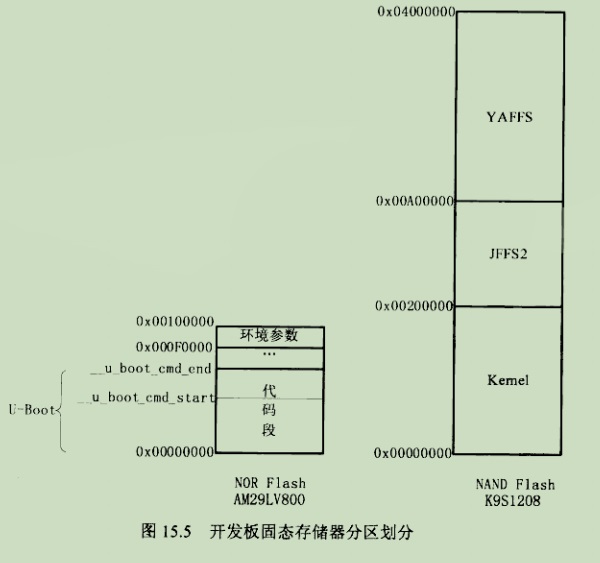 0x04000000
YAFFS
0x00A00000
JFFS2
0x00200000
Kernel
0x00000000
NAND Flash
K9S1208
0x00100000
环境参数
0x000F0000
...
__u_boot_cmd_end
__u_boot_cmd_start
代
码
段
U-Boot
0x00000000
NOR Flash
AM29LV800
图 15.5 开发板固态存储器分区划分